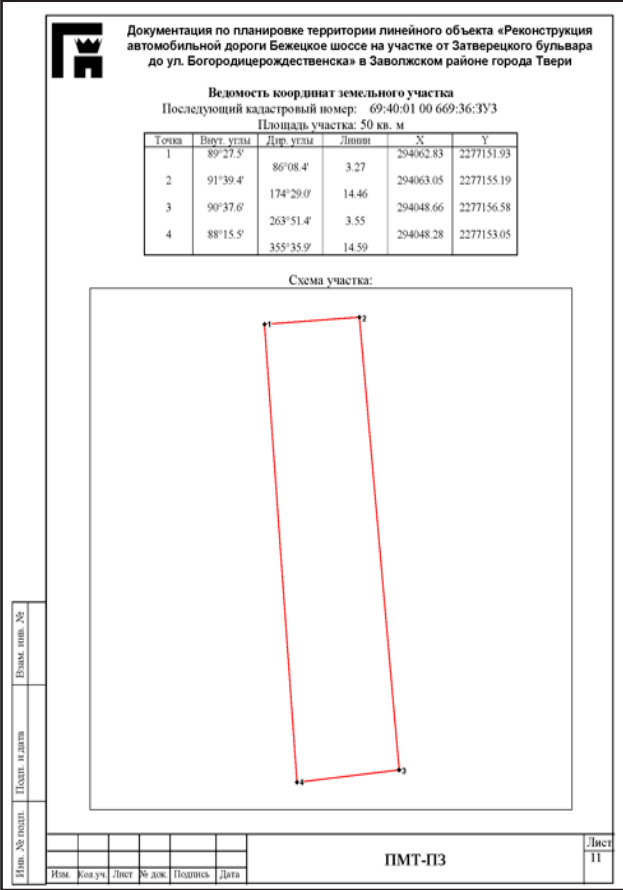 Документация по планировке территории линейного объекта «Реконструкция
автомобильной дороги Бежецкое шоссе на участке от Затверецкого бульвара
до ул. Богородицерождественска» в Заволжском районе города Твери
Ведомость координат земельного участка
Последующий кадастровый номер: 69:40:01 00 669:36:ЗУ3
Площадь участка: 50 кв. м
Точка Внут. углы Дир. углы Линии X Y
1 89°27.5' 294062.83 2277151.93
86°08.4' 3.27
2 91°39.4' 294063.05 2277155.19
174°29.0' 14.46
3 90°37.6' 294048.66 2277156.58
263°51.4' 3.55
4 88°15.5' 294048.28 2277153.05
355°35.9' 14.59
Схема участка:
1
2
3
4
Взам. инв. №
Подп. и дата
Инв. № подл.
Изм. Кол.уч. Лист № док. Подпись Дата
ПМТ-ПЗ
Лист
11